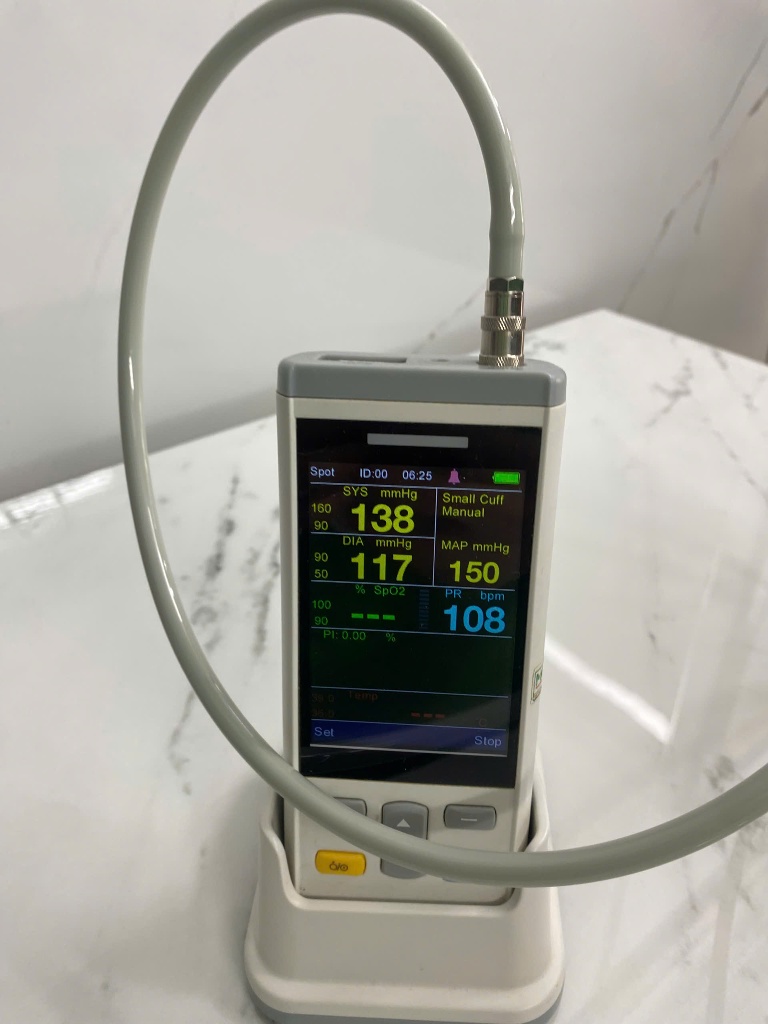 Spot ID:00 06:25
SYS mmHg
160
90
138
Small Cuff
Manual
DIA mmHg
90
50
117
MAP mmHg
150
% SpO2
100
90
---
PR bpm
108
PI: 0.00 %
Temp
---
Set Stop